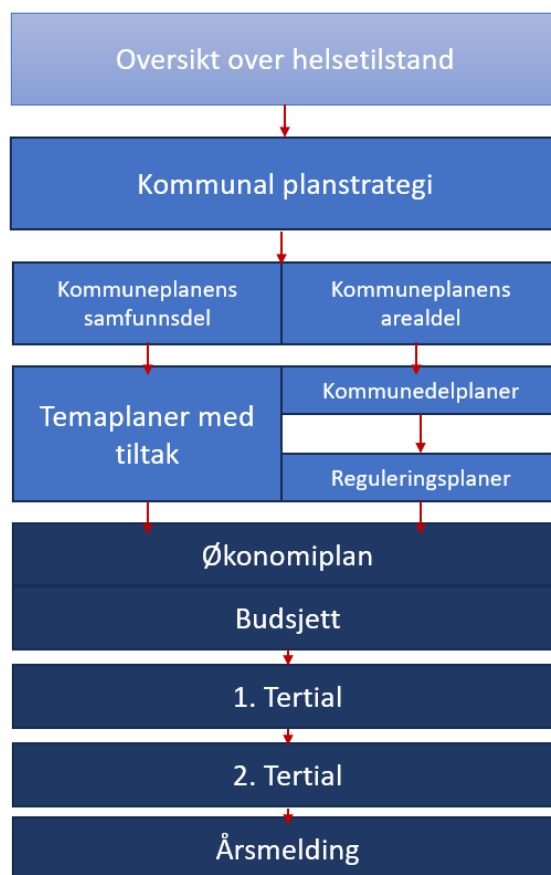 Oversikt over helsetilstand
Kommunal planstrategi
Kommuneplanens
samfunnsdel
Kommuneplanens
arealdel
Temaplaner med
tiltak
Kommunedelplaner
Reguleringsplaner
Økonomiplan
Budsjett
1. Tertial
2. Tertial
Årsmelding